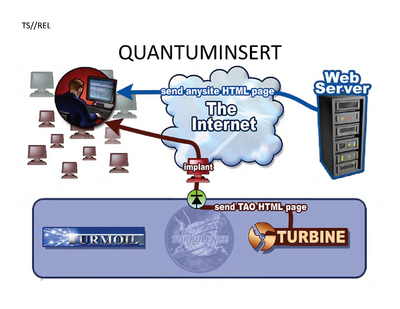 TS//REL
QUANTUMINSERT
send anysite HTML page
Web
Server
The
Internet
implant
send TAO HTML page
TURMOIL
TURBULENCE
TURBINE